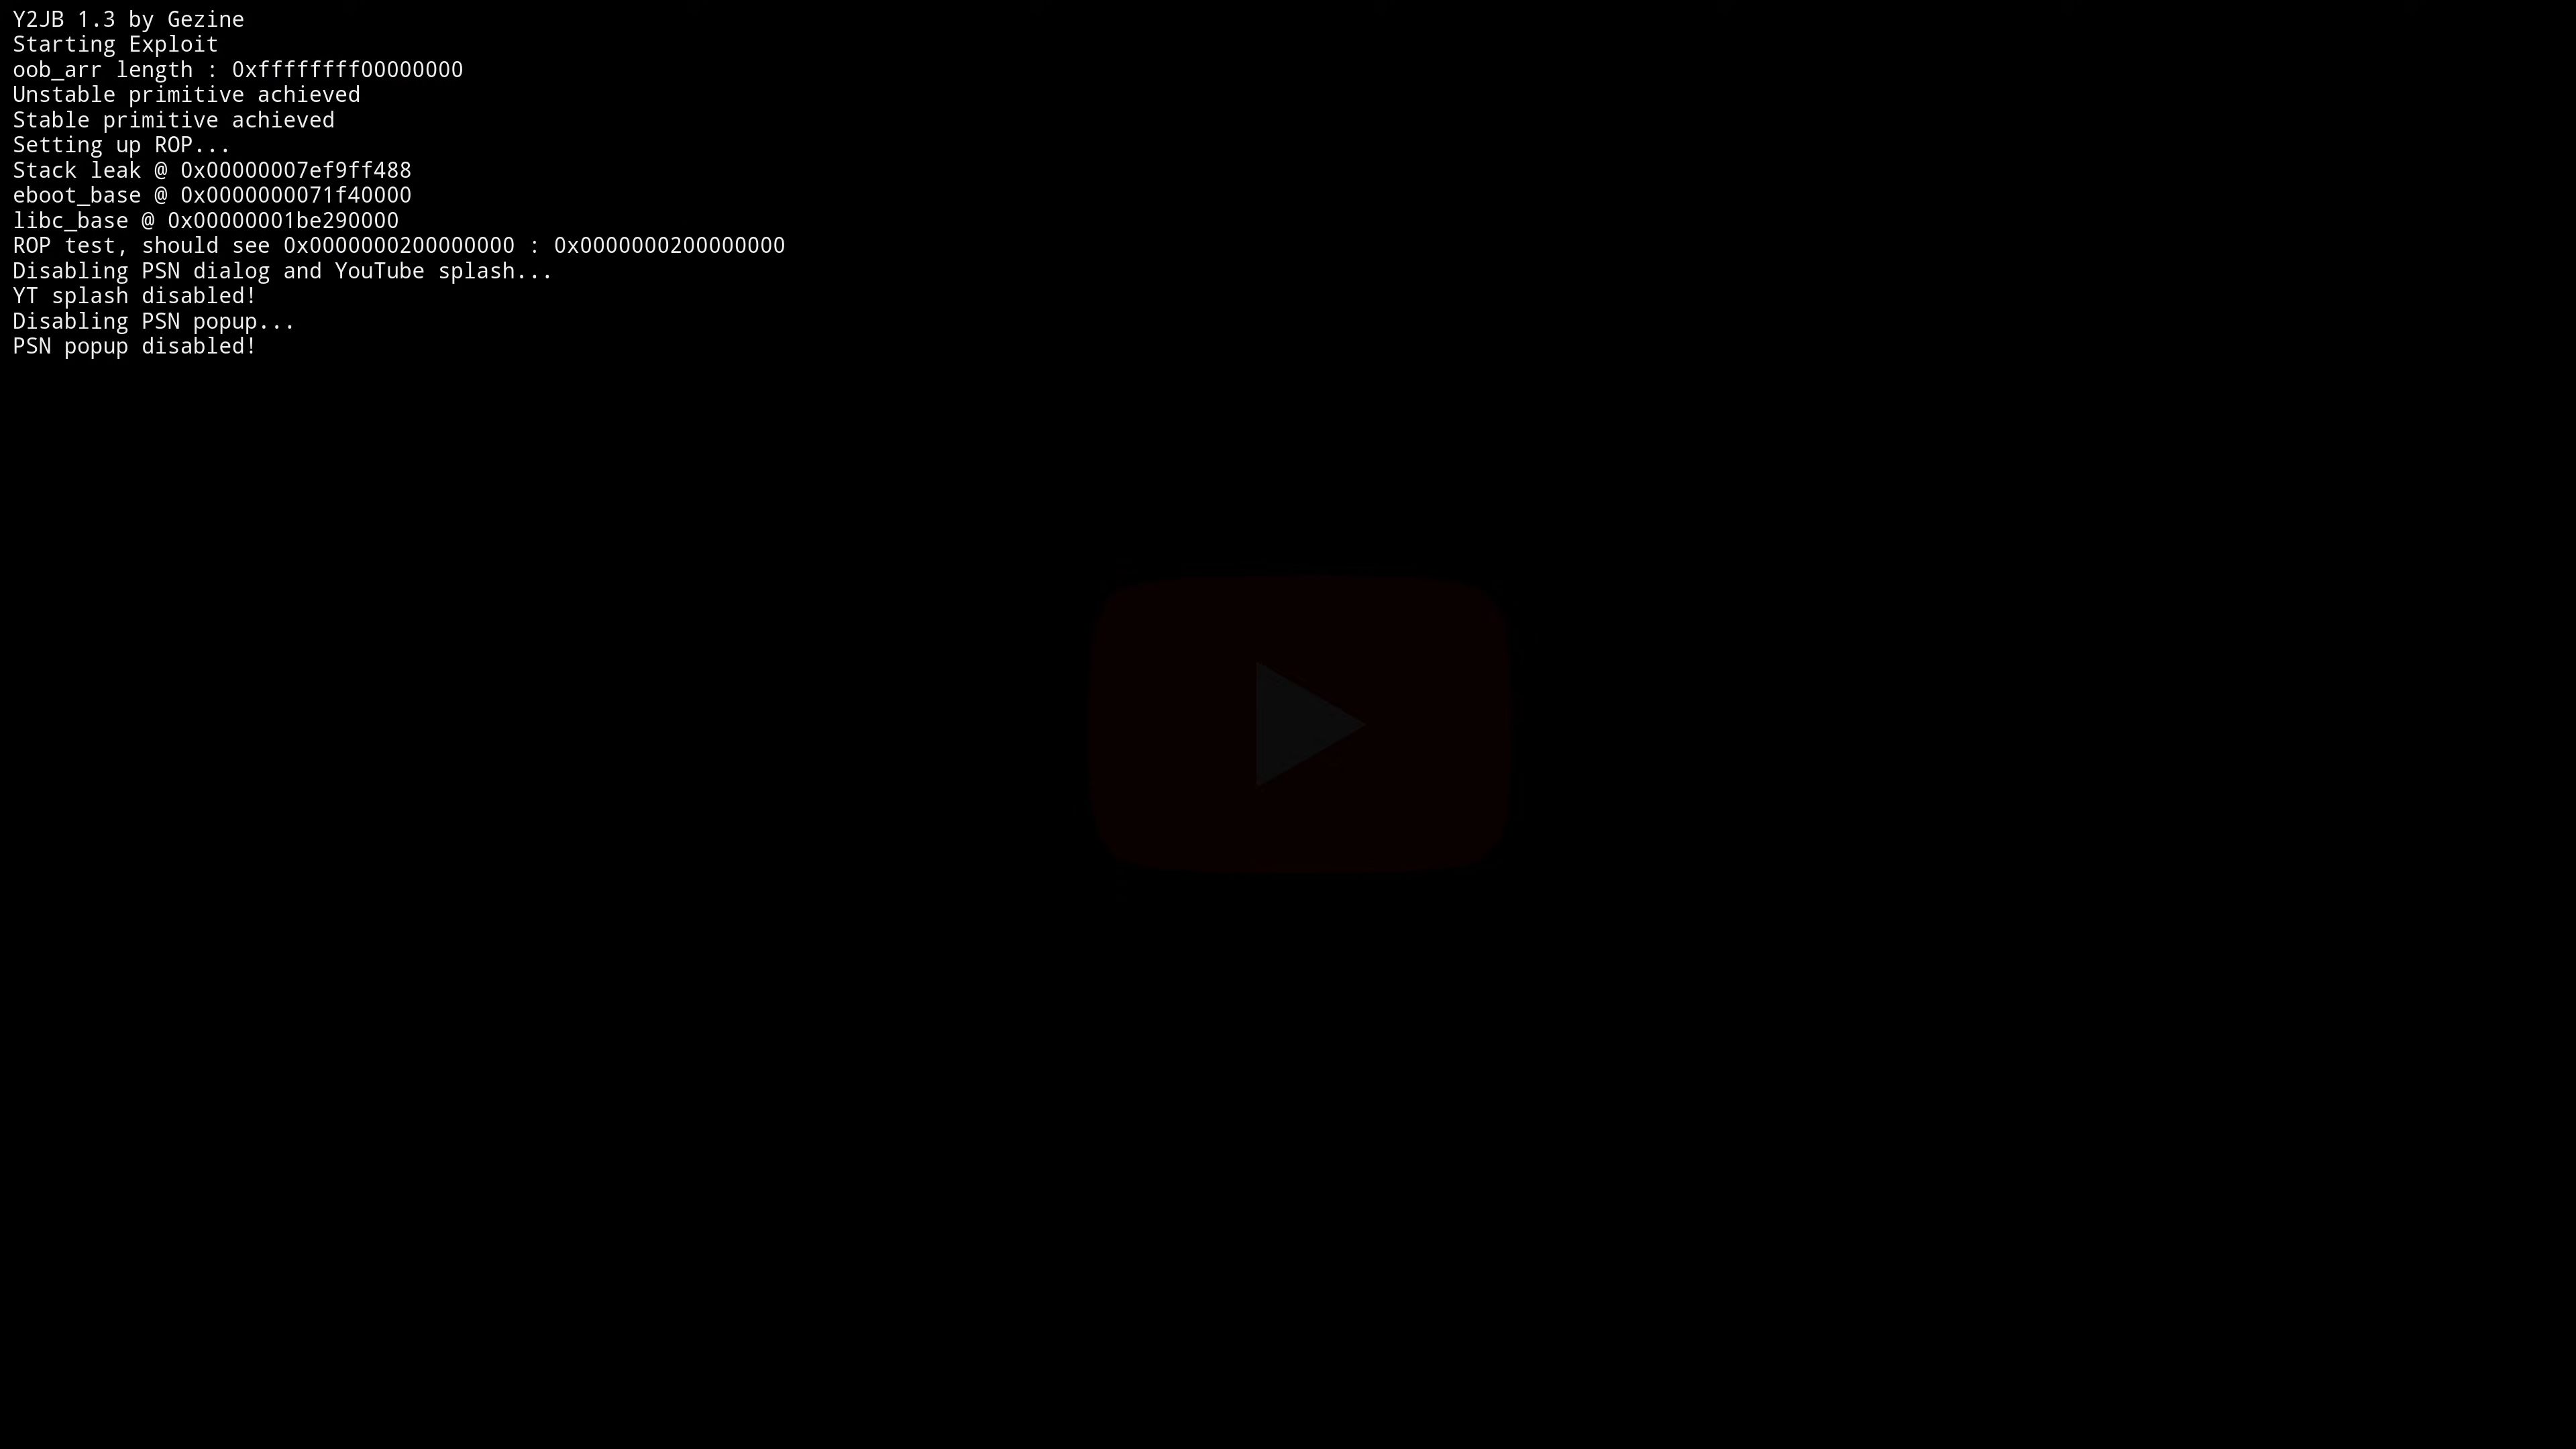 Y2JB 1.3 by Gezine
Starting Exploit
oob_arr length : 0xffffffff00000000
Unstable primitive achieved
Stable primitive achieved
Setting up ROP...
Stack leak @ 0x00000007ef9ff488
eboot_base @ 0x0000000071f40000
libc_base @ 0x00000001be290000
ROP test, should see 0x0000000200000000 : 0x0000000200000000
Disabling PSN dialog and YouTube splash...
YT splash disabled!
Disabling PSN popup...
PSN popup disabled!